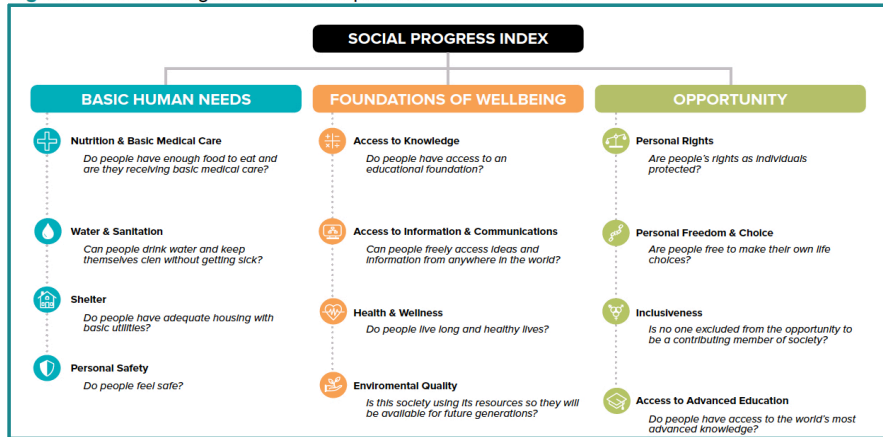 SOCIAL PROGRESS INDEX
BASIC HUMAN NEEDS
Nutrition & Basic Medical Care
Do people have enough food to eat and
are they receiving basic medical care?
Water & Sanitation
Can people drink water and keep
themselves clen without getting sick?
Shelter
Do people have adequate housing with
basic utilities?
Personal Safety
Do people feel safe?
FOUNDATIONS OF WELLBEING
Access to Knowledge
Do people have access to an
educational foundation?
Access to Information & Communications
Can people freely access ideas and
information from anywhere in the world?
Health & Wellness
Do people live long and healthy lives?
Enviromental Quality
Is this society using its resources so they will
be available for future generations?
OPPORTUNITY
Personal Rights
Are people's rights as individuals
protected?
Personal Freedom & Choice
Are people free to make their own life
choices?
Inclusiveness
Is no one excluded from the opportunity to
be a contributing member of society?
Access to Advanced Education
Do people have access to the world's most
advanced knowledge?